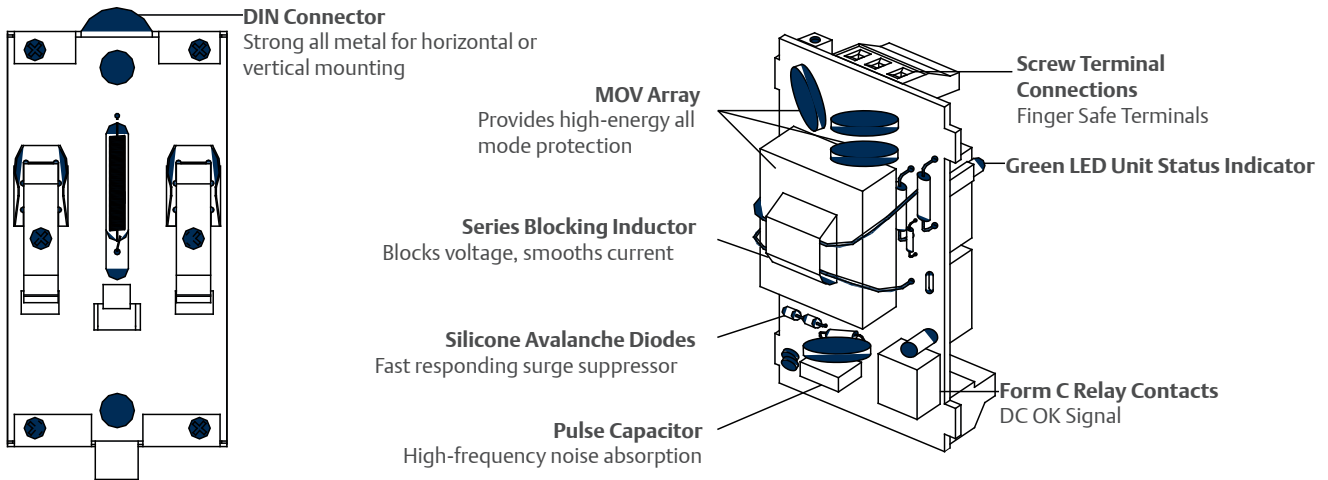 DIN Connector
Strong all metal for horizontal or
vertical mounting
MOV Array
Provides high-energy all
mode protection
Series Blocking Inductor
Blocks voltage, smooths current
Silicone Avalanche Diodes
Fast responding surge suppressor
Pulse Capacitor
High-frequency noise absorption
Screw Terminal
Connections
Finger Safe Terminals
Green LED Unit Status Indicator
Form C Relay Contacts
DC OK Signal